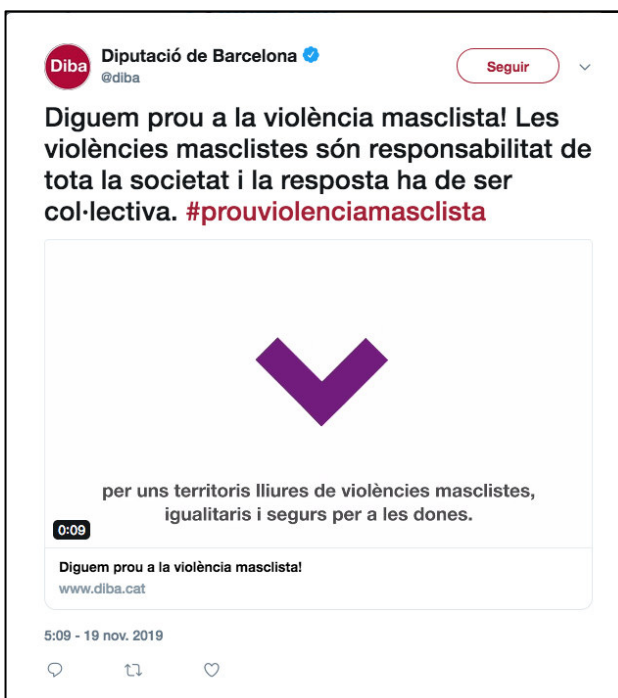 Diba
Diputació de Barcelona
@diba
Seguir
Diguem prou a la violència masclista! Les
violències masclistes són responsabilitat de
tota la societat i la resposta ha de ser
col·lectiva. #prouviolenciamasclista
per uns territoris lliures de violències masclistes,
igualitaris i segurs per a les dones.
0:09
Diguem prou a la violència masclista!
www.diba.cat
5:09 - 19 nov. 2019